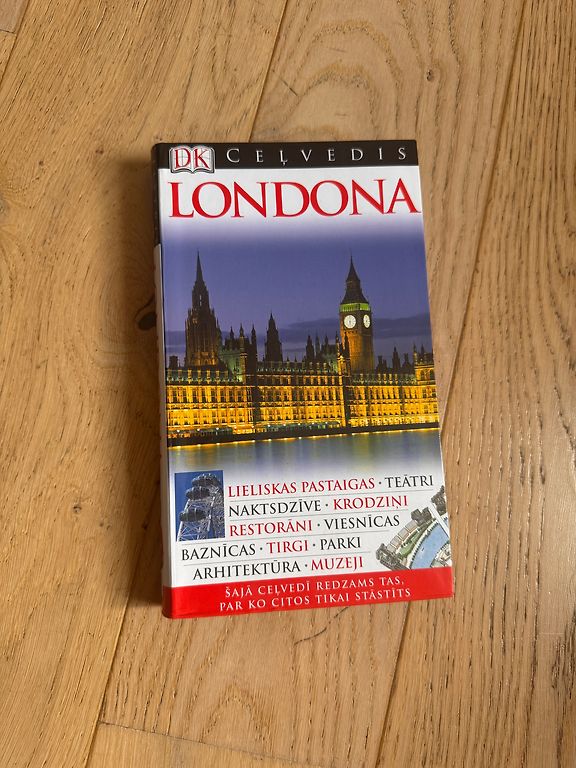 DK CEĻVEDIS
LONDONA
LIELISKAS PASTAIGAS · TEĀTRI
NAKTSDZĪVE · KRODZIŅI
RESTORĀNI · VIESNĪCAS
BAZNĪCAS · TIRGI · PARKI
ARHITEKTŪRA · MUZEJI
ŠAJĀ CEĻVEDĪ REDZAMS TAS,
PAR KO CITOS TIKAI STĀSTĪTS